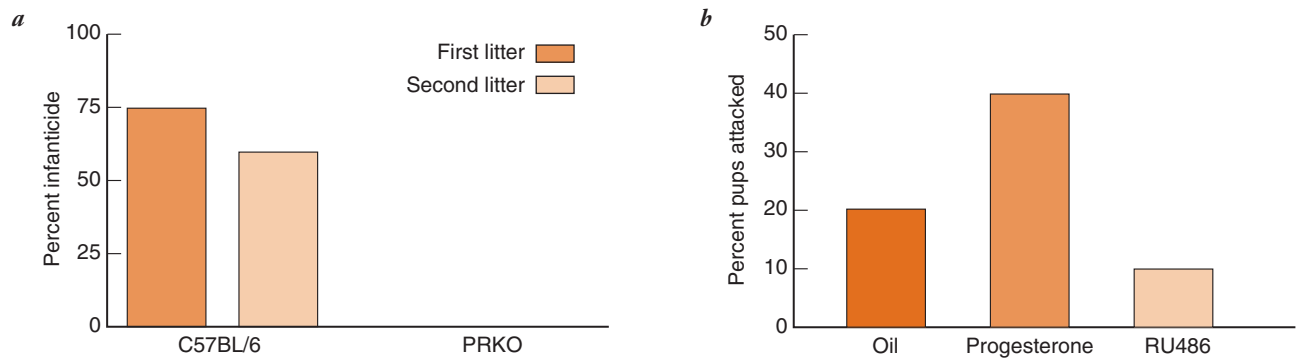 a
100
75
50
25
0
Percent infanticide
First litter
Second litter
C57BL/6
PRKO
b
50
40
30
20
10
0
Percent pups attacked
Oil
Progesterone
RU486